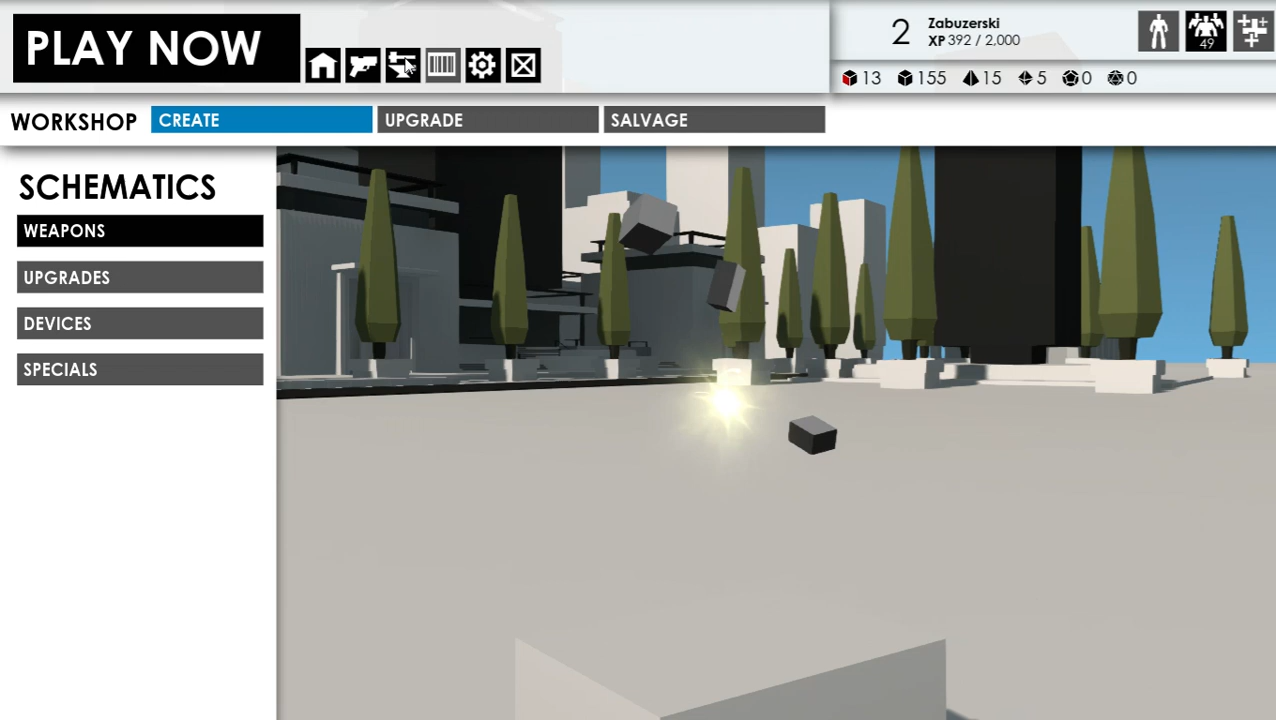 PLAY NOW
2
Zabuzerski
XP 392 / 2,000
49
13 155 15 5 0 0
WORKSHOP CREATE UPGRADE SALVAGE
SCHEMATICS
WEAPONS
UPGRADES
DEVICES
SPECIALS